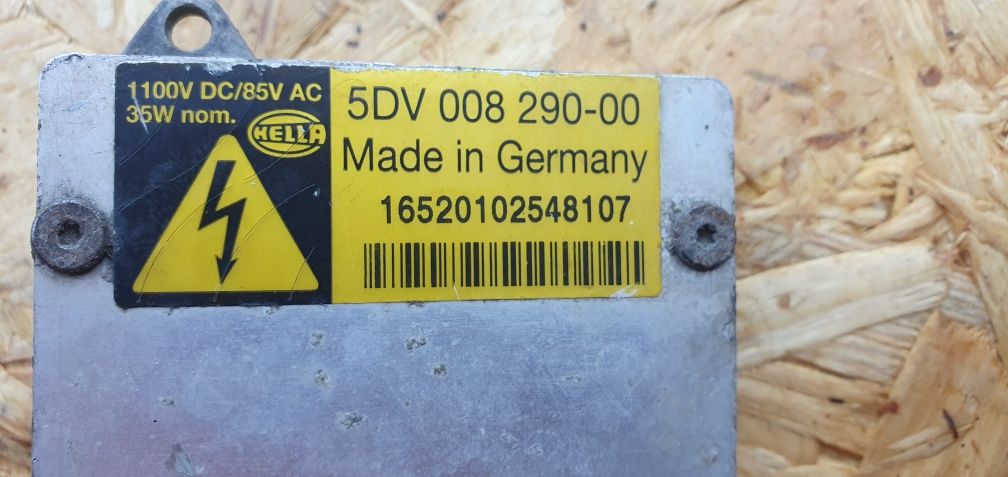 1100V DC/85V AC
35W nom.
HELLA
5DV 008 290-00
Made in Germany
16520102548107